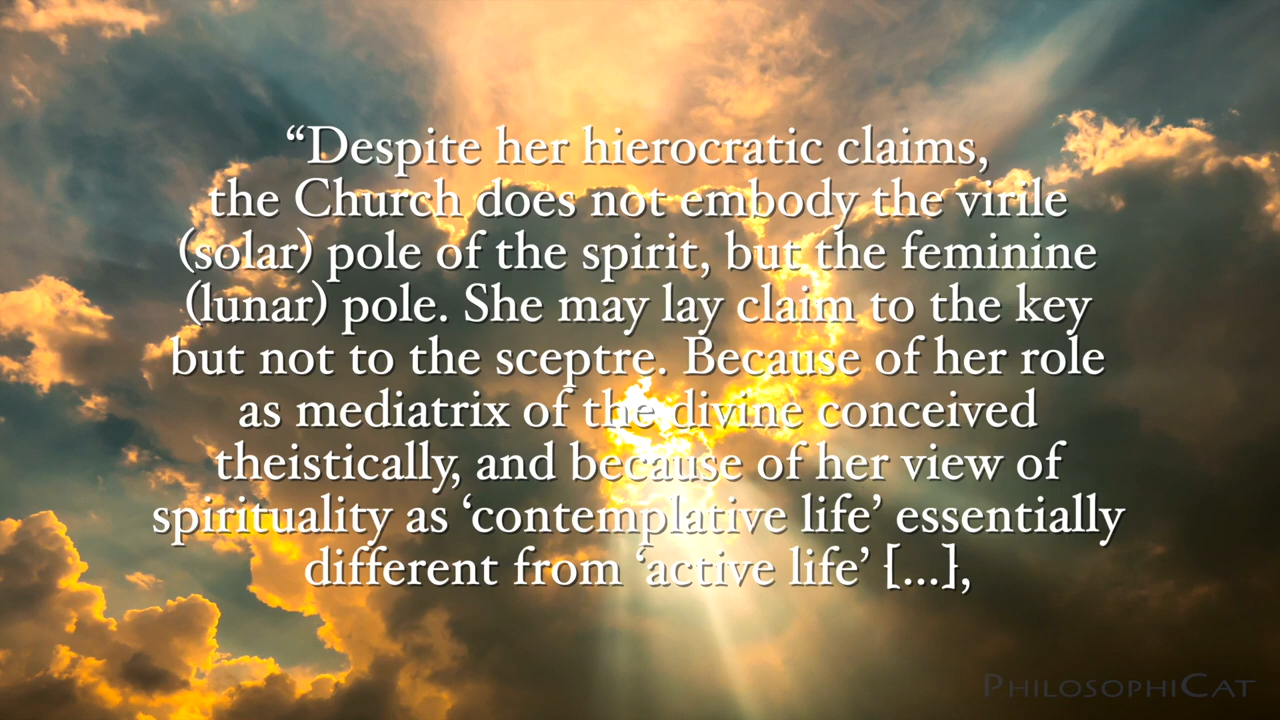 “Despite her hierocratic claims,
the Church does not embody the virile
(solar) pole of the spirit, but the feminine
(lunar) pole. She may lay claim to the key
but not to the sceptre. Because of her role
as mediatrix of the divine conceived
theistically, and because of her view of
spirituality as ‘contemplative life’ essentially
different from ‘active life’ [...],
PhilosophiCat